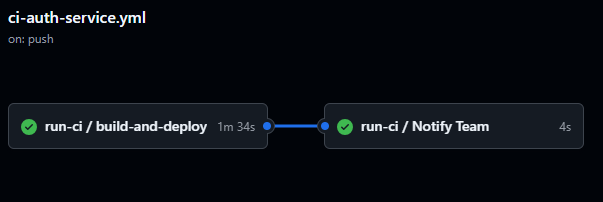 ci-auth-service.yml
on: push
run-ci / build-and-deploy 1m 34s
run-ci / Notify Team 4s